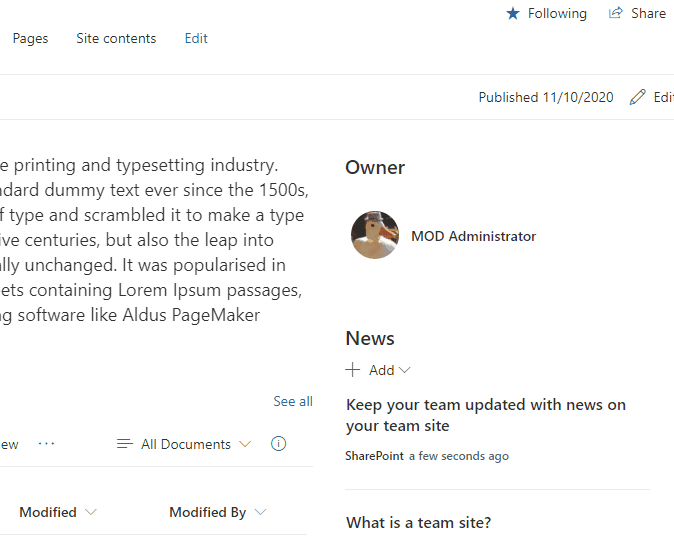 Following Share
Pages Site contents Edit
Published 11/10/2020
e printing and typesetting industry.
ndard dummy text ever since the 1500s,
f type and scrambled it to make a type
ive centuries, but also the leap into
ally unchanged. It was popularised in
ets containing Lorem Ipsum passages,
ng software like Aldus PageMaker
See all
ew ··· All Documents
Modified Modified By
Owner
MOD Administrator
News
Add
Keep your team updated with news on
your team site
SharePoint a few seconds ago
What is a team site?